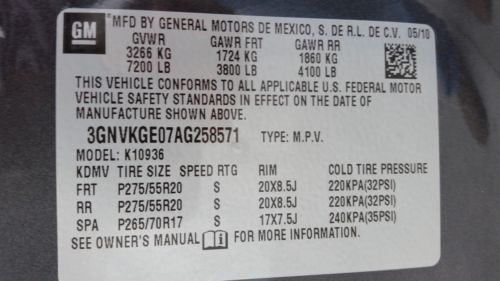 GM
MFD BY GENERAL MOTORS DE MEXICO, S. DE R.L. DE C.V. 05/10
GVWR GAWR FRT GAWR RR
3266 KG 1724 KG 1860 KG
7200 LB 3800 LB 4100 LB
THIS VEHICLE CONFORMS TO ALL APPLICABLE U.S. FEDERAL MOTOR
VEHICLE SAFETY STANDARDS IN EFFECT ON THE DATE OF
MANUFACTURE SHOWN ABOVE.
3GNVKGE07AG258571 TYPE: M.P.V.
MODEL: K10936
KDMV TIRE SIZE SPEED RTG RIM COLD TIRE PRESSURE
FRT P275/55R20 S 20X8.5J 220KPA(32PSI)
RR P275/55R20 S 20X8.5J 220KPA(32PSI)
SPA P265/70R17 S 17X7.5J 240KPA(35PSI)
SEE OWNER'S MANUAL FOR MORE INFORMATION.